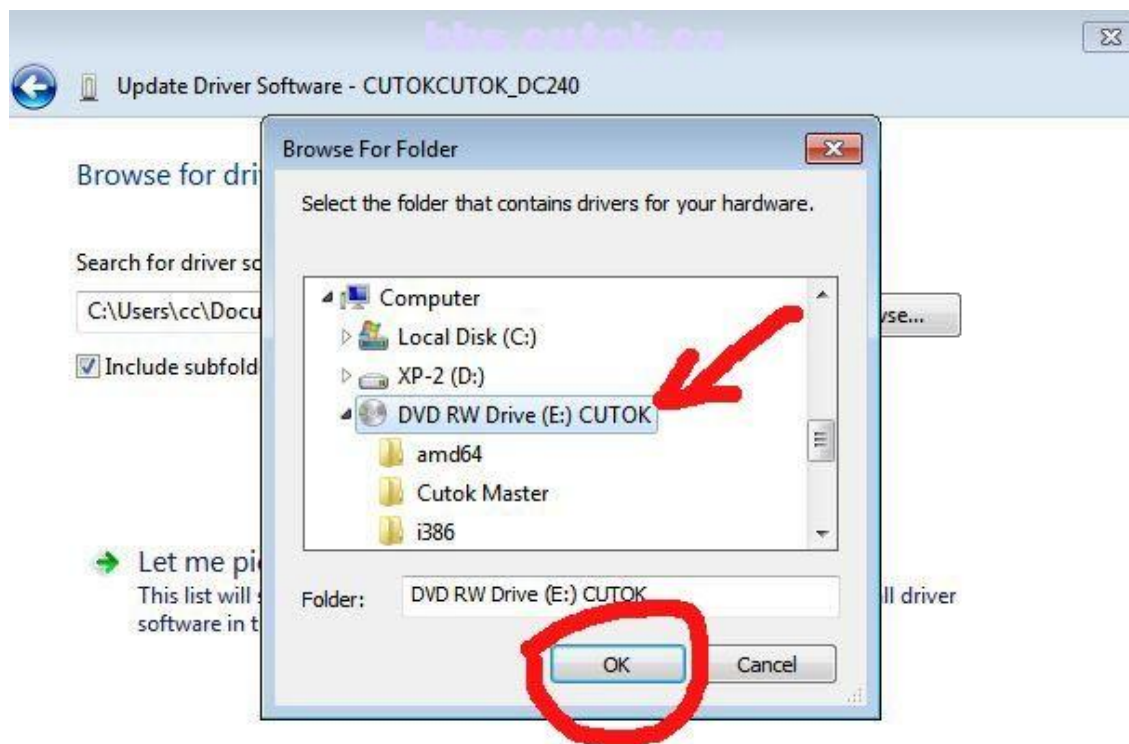 bbs.cutok.cn
Update Driver Software - CUTOKCUTOK_DC240
Browse For Folder
Browse for dri
Select the folder that contains drivers for your hardware.
Search for driver so
C:\Users\cc\Docu
wse...
Include subfold
Computer
Local Disk (C:)
XP-2 (D:)
DVD RW Drive (E:) CUTOK
amd64
Cutok Master
i386
Let me pi
This list will s
ll driver
software in t
Folder:
DVD RW Drive (E:) CUTOK
OK
Cancel